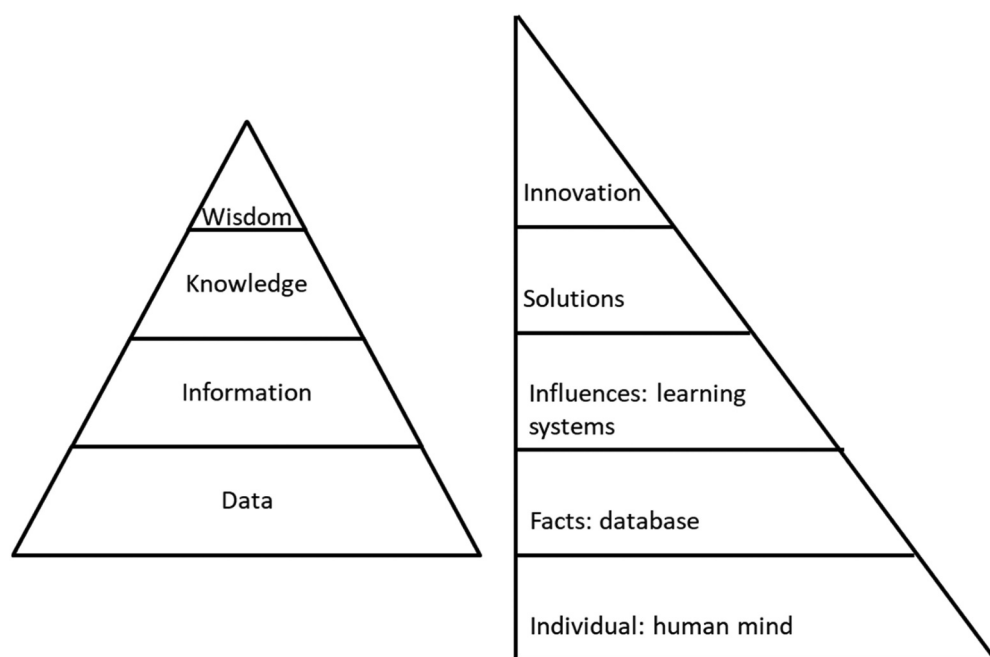 Wisdom
Knowledge
Information
Data
Innovation
Solutions
Influences: learning
systems
Facts: database
Individual: human mind